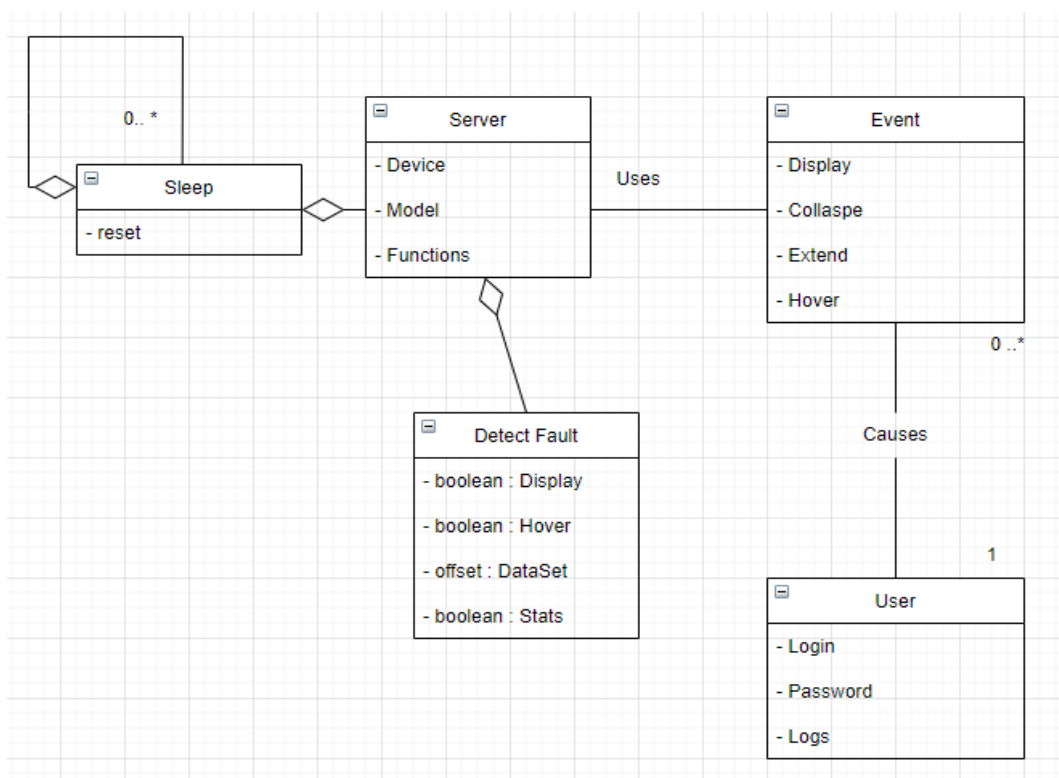 0.. *
Sleep
- reset
Server
- Device
- Model
- Functions
Uses
Event
- Display
- Collaspe
- Extend
- Hover
0 ..*
Causes
1
Detect Fault
- boolean : Display
- boolean : Hover
- offset : DataSet
- boolean : Stats
User
- Login
- Password
- Logs